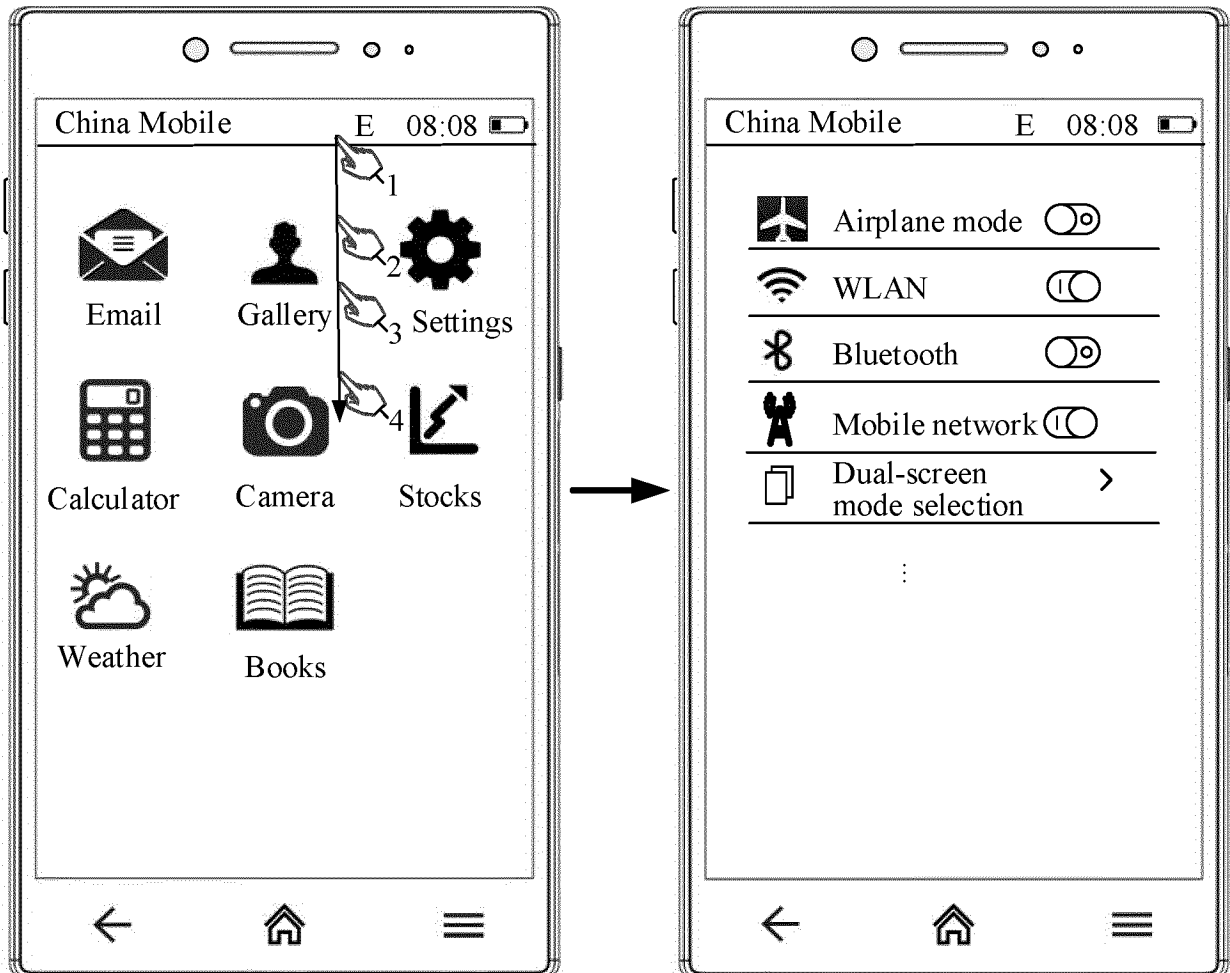 China Mobile E 08:08
1
2
Email Gallery 3 Settings
4
Calculator Camera Stocks
Weather Books
China Mobile E 08:08
Airplane mode
WLAN
Bluetooth
Mobile network
Dual-screen
mode selection